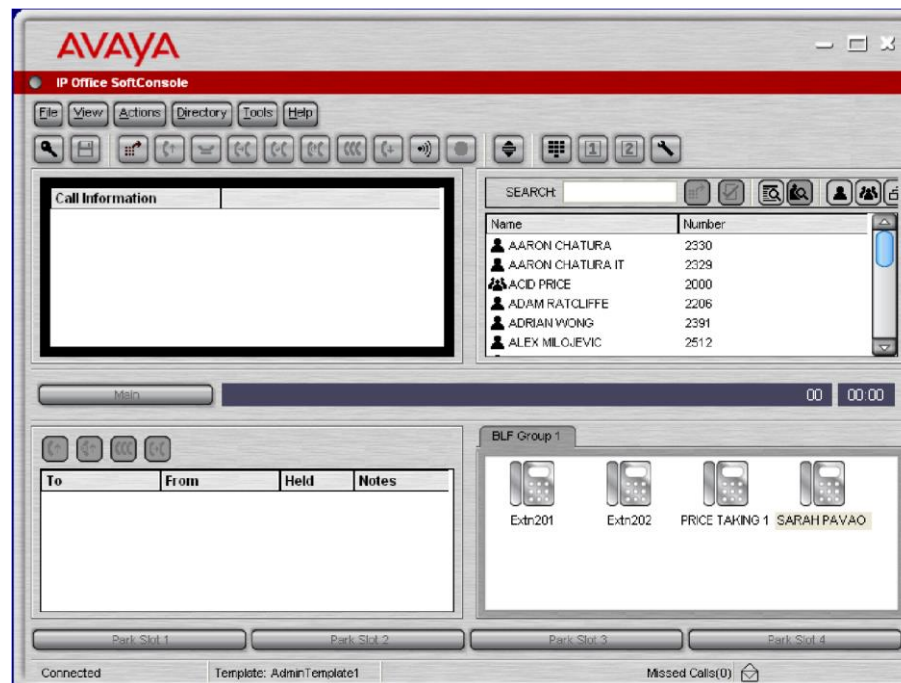 AVAYA
IP Office SoftConsole
File View Actions Directory Tools Help
1 2
Call Information
SEARCH:
Name Number
AARON CHATURA 2330
AARON CHATURA IT 2329
ACID PRICE 2000
ADAM RATCLIFFE 2206
ADRIAN WONG 2391
ALEX MILOJEVIC 2512
Main 00 00:00
BLF Group 1
To From Held Notes
Extn201 Extn202 PRICE TAKING 1 SARAH PAVAO
Park Slot 1 Park Slot 2 Park Slot 3 Park Slot 4
Connected Template: AdminTemplate1 Missed Calls(0)